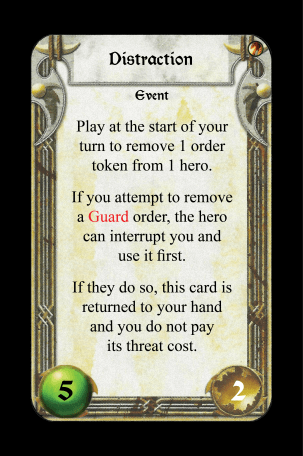 Distraction
Event
Play at the start of your
turn to remove 1 order
token from 1 hero.
If you attempt to remove
a Guard order, the hero
can interrupt you and
use it first.
If they do so, this card is
returned to your hand
and you do not pay
its threat cost.
5
2